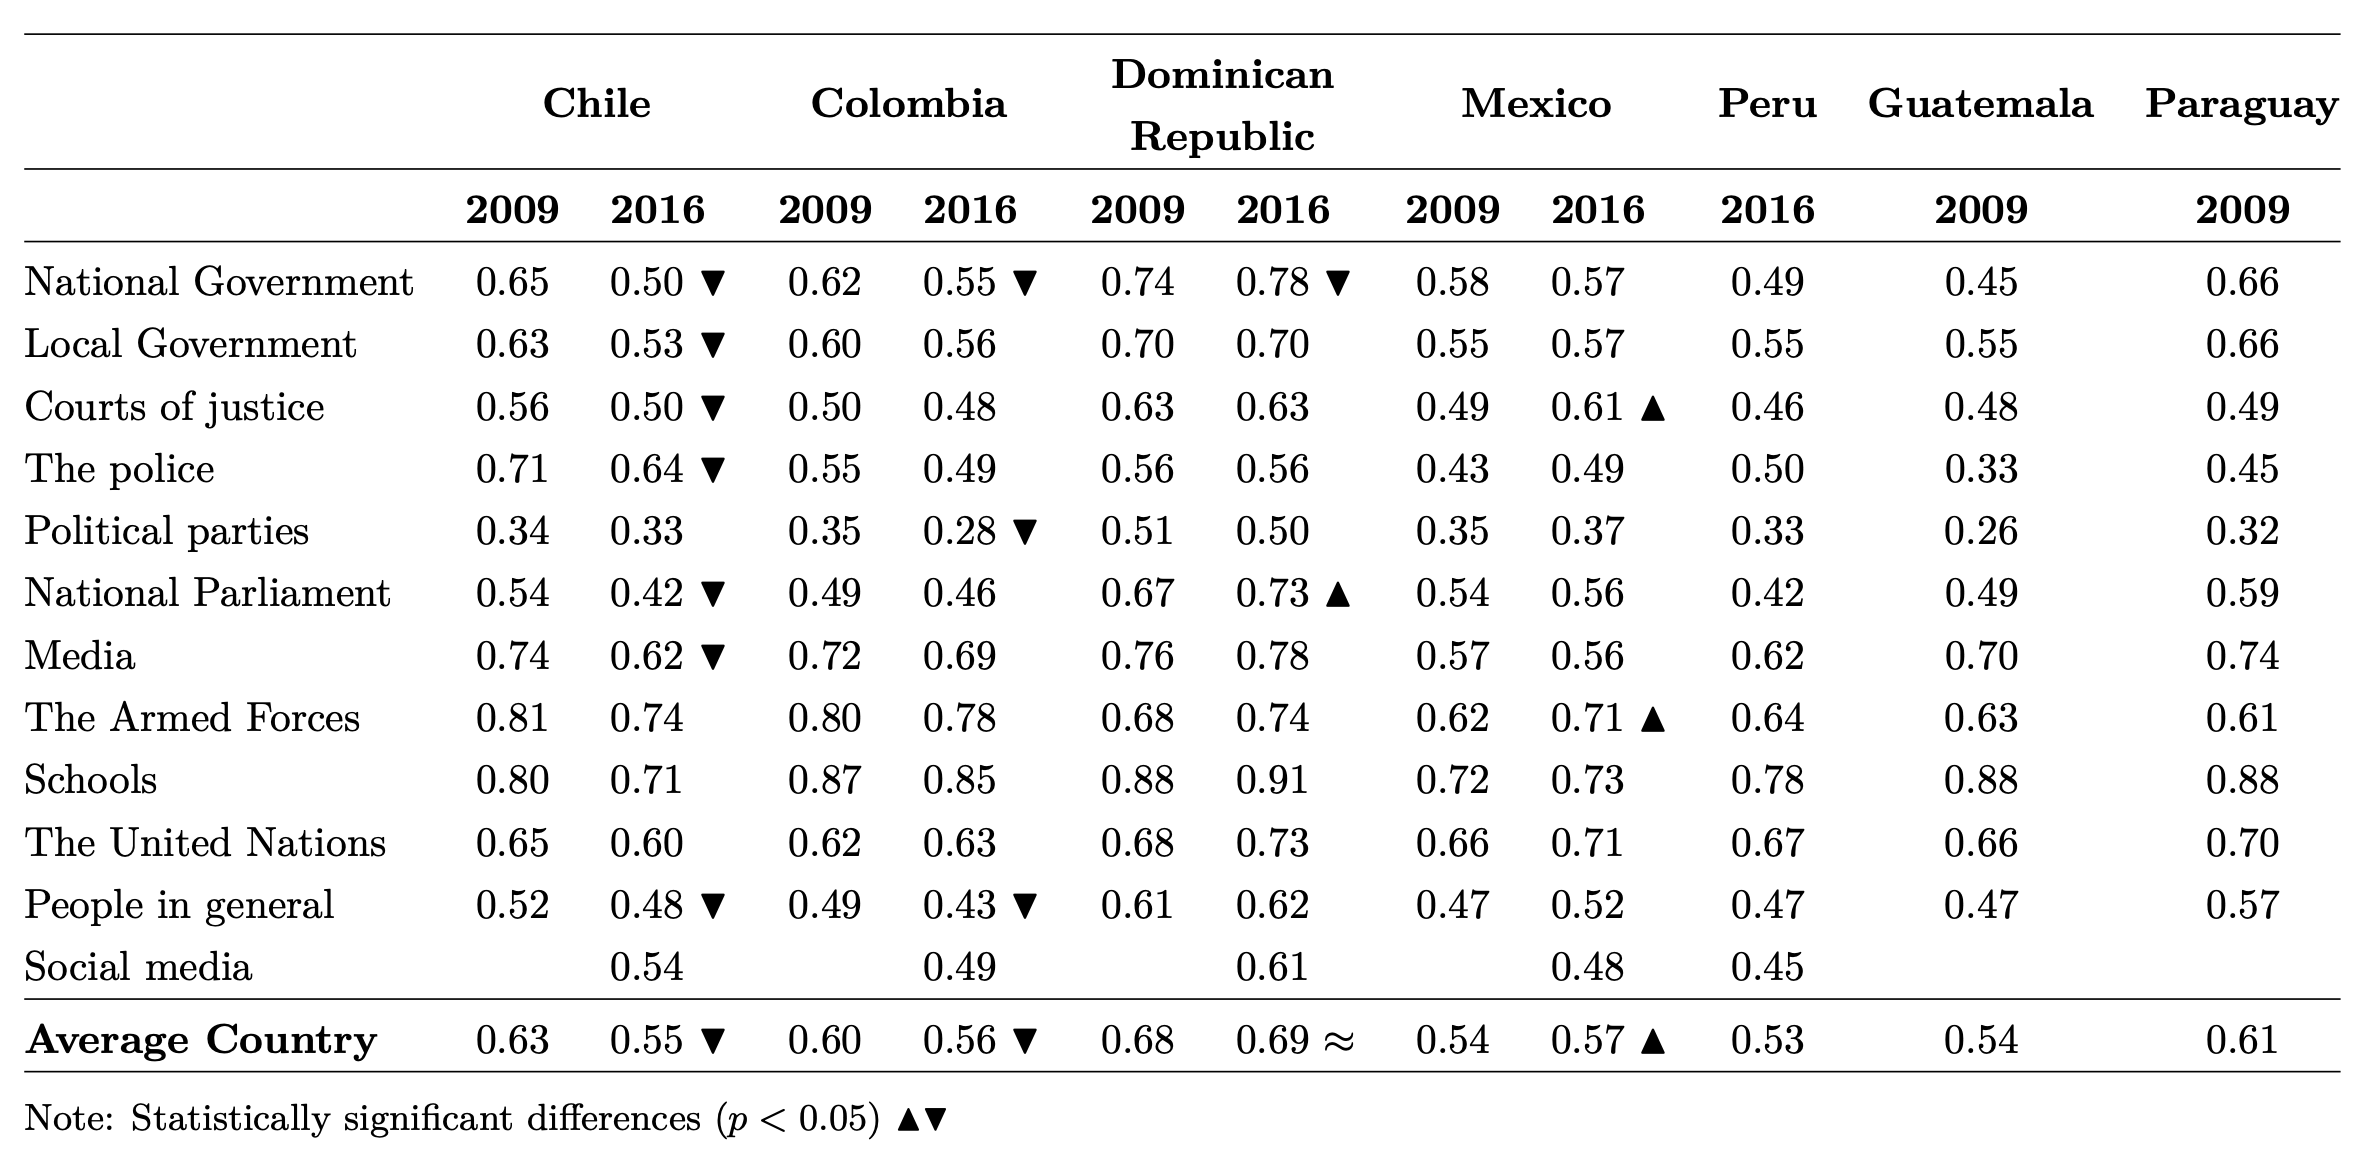 Chile Colombia Dominican Republic Mexico Peru Guatemala Paraguay
2009 2016 2009 2016 2009 2016 2009 2016 2016 2009 2009
National Government 0.65 0.50 ▼ 0.62 0.55 ▼ 0.74 0.78 ▼ 0.58 0.57 0.49 0.45 0.66
Local Government 0.63 0.53 ▼ 0.60 0.56 0.70 0.70 0.55 0.57 0.55 0.55 0.66
Courts of justice 0.56 0.50 ▼ 0.50 0.48 0.63 0.63 0.49 0.61 ▲ 0.46 0.48 0.49
The police 0.71 0.64 ▼ 0.55 0.49 0.56 0.56 0.43 0.49 0.50 0.33 0.45
Political parties 0.34 0.33 0.35 0.28 ▼ 0.51 0.50 0.35 0.37 0.33 0.26 0.32
National Parliament 0.54 0.42 ▼ 0.49 0.46 0.67 0.73 ▲ 0.54 0.56 0.42 0.49 0.59
Media 0.74 0.62 ▼ 0.72 0.69 0.76 0.78 0.57 0.56 0.62 0.70 0.74
The Armed Forces 0.81 0.74 0.80 0.78 0.68 0.74 0.62 0.71 ▲ 0.64 0.63 0.61
Schools 0.80 0.71 0.87 0.85 0.88 0.91 0.72 0.73 0.78 0.88 0.88
The United Nations 0.65 0.60 0.62 0.63 0.68 0.73 0.66 0.71 0.67 0.66 0.70
People in general 0.52 0.48 ▼ 0.49 0.43 ▼ 0.61 0.62 0.47 0.52 0.47 0.47 0.57
Social media 0.54 0.49 0.61 0.48 0.45
Average Country 0.63 0.55 ▼ 0.60 0.56 ▼ 0.68 0.69 ≈ 0.54 0.57 ▲ 0.53 0.54 0.61
Note: Statistically significant differences (p < 0.05) ▲▼